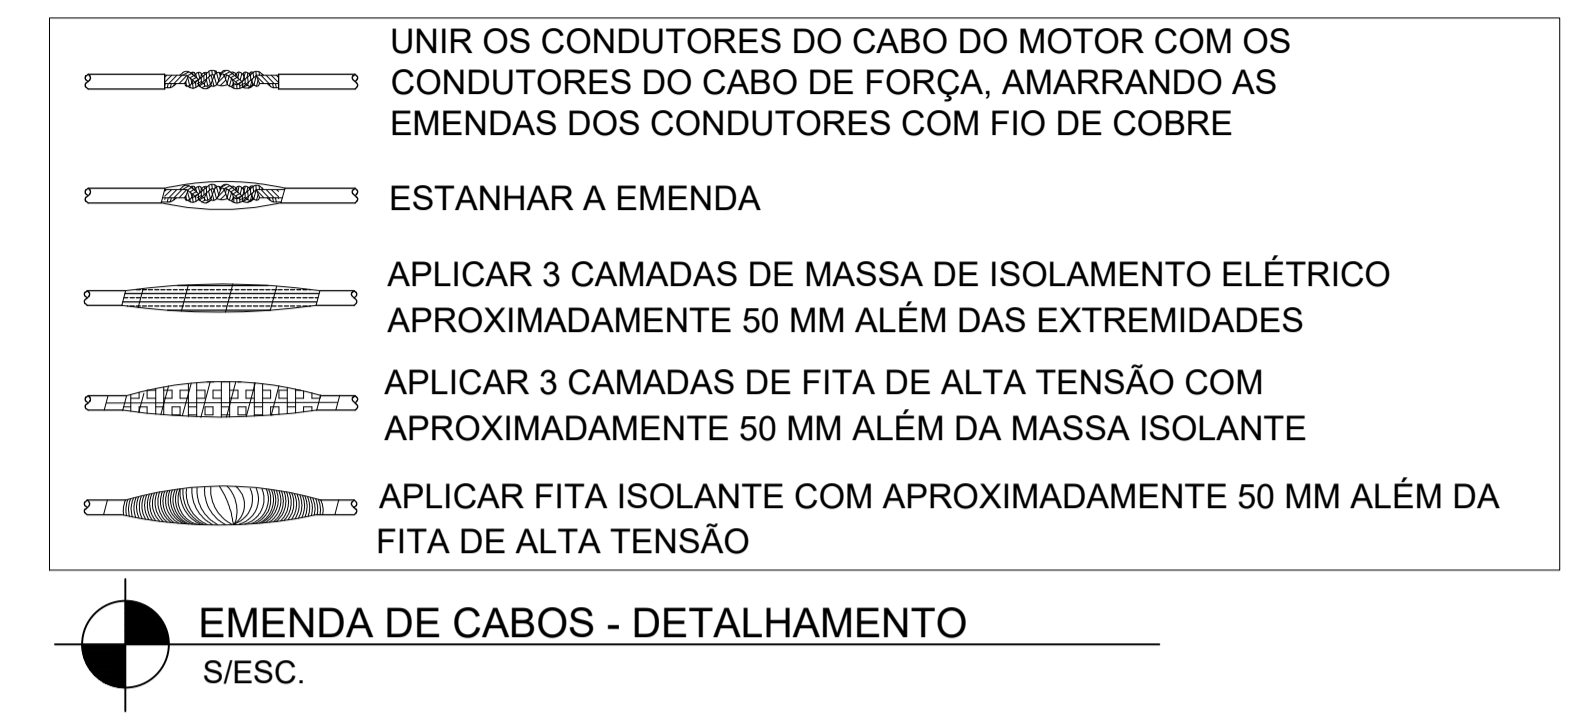 UNIR OS CONDUTORES DO CABO DO MOTOR COM OS
CONDUTORES DO CABO DE FORÇA, AMARRANDO AS
EMENDAS DOS CONDUTORES COM FIO DE COBRE
ESTANHAR A EMENDA
APLICAR 3 CAMADAS DE MASSA DE ISOLAMENTO ELÉTRICO
APROXIMADAMENTE 50 MM ALÉM DAS EXTREMIDADES
APLICAR 3 CAMADAS DE FITA DE ALTA TENSÃO COM
APROXIMADAMENTE 50 MM ALÉM DA MASSA ISOLANTE
APLICAR FITA ISOLANTE COM APROXIMADAMENTE 50 MM ALÉM DA
FITA DE ALTA TENSÃO
EMENDA DE CABOS - DETALHAMENTO
S/ESC.